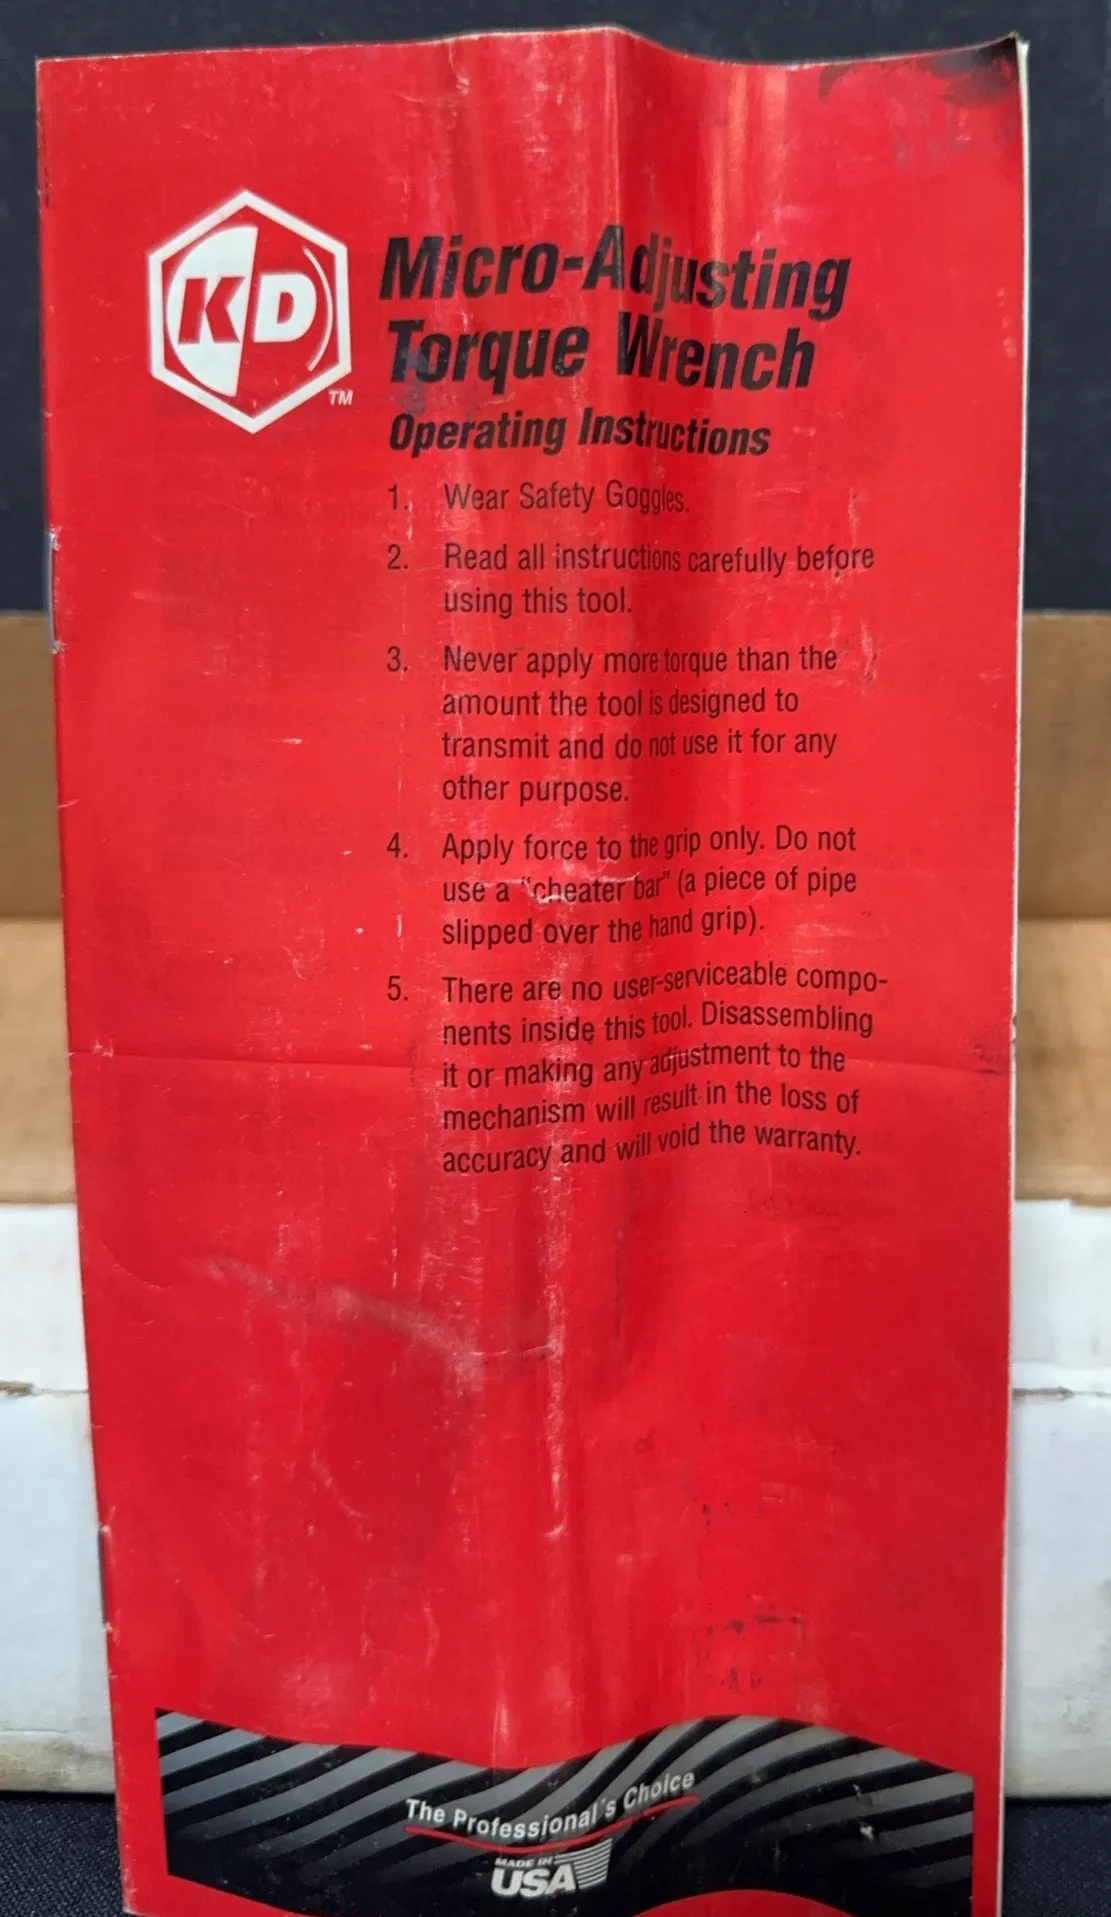 KD
TM
Micro-Adjusting
Torque Wrench
Operating Instructions
1. Wear Safety Goggles.
2. Read all instructions carefully before
using this tool.
3. Never apply more torque than the
amount the tool is designed to
transmit and do not use it for any
other purpose.
4. Apply force to the grip only. Do not
use a "cheater bar" (a piece of pipe
slipped over the hand grip).
5. There are no user-serviceable compo-
nents inside this tool. Disassembling
it or making any adjustment to the
mechanism will result in the loss of
accuracy and will void the warranty.
The Professional's Choice
MADE IN
USA